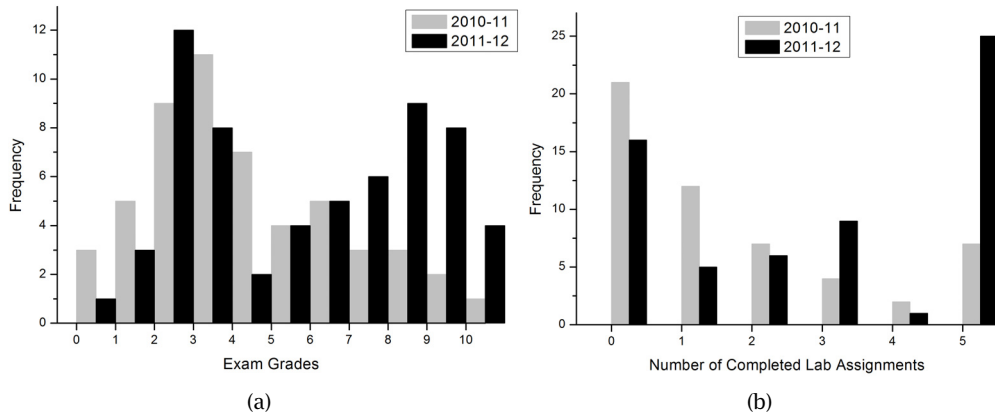 2010-11
2011-12
12
10
8
6
4
2
0
Frequency
0 1 2 3 4 5 6 7 8 9 10
Exam Grades
(a)
2010-11
2011-12
25
20
15
10
5
0
Frequency
0 1 2 3 4 5
Number of Completed Lab Assignments
(b)